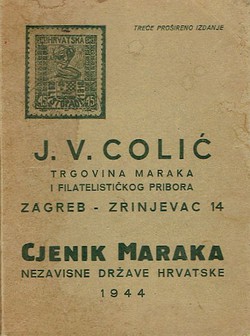 TREĆE PROŠIRENO IZDANJE
HRVATSKA
J. V. COLIĆ
TRGOVINA MARAKA
I FILATELISTIČKOG PRIBORA
ZAGREB - ZRINJEVAC 14
CJENIK MARAKA
NEZAVISNE DRŽAVE HRVATSKE
1944